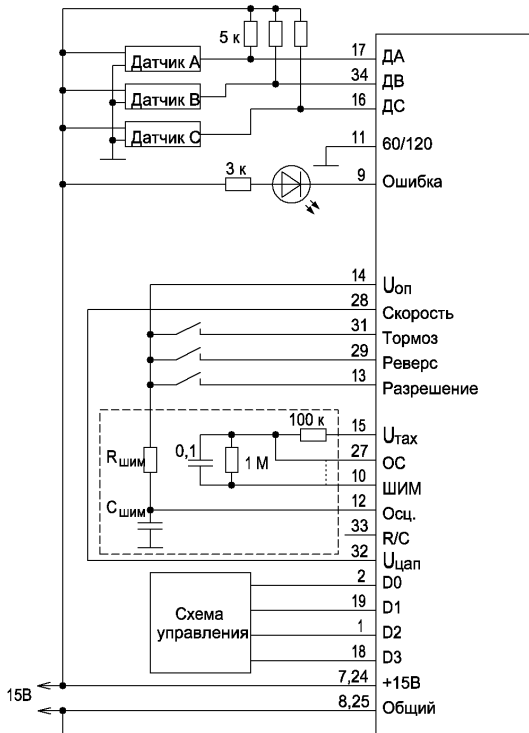 5 к
Датчик А 17 ДА
Датчик В 34 ДВ
Датчик С 16 ДС
11 60/120
3 к 9 Ошибка
14 Uоп
28 Скорость
31 Тормоз
29 Реверс
13 Разрешение
100 к 15 Uтах
Rшим 0,1 1 М 27 ОС
10 ШИМ
Сшим 12 Осц.
33 R/C
32 Uцап
2 D0
Схема управления 19 D1
1 D2
18 D3
15В 7,24 +15В
8,25 Общий